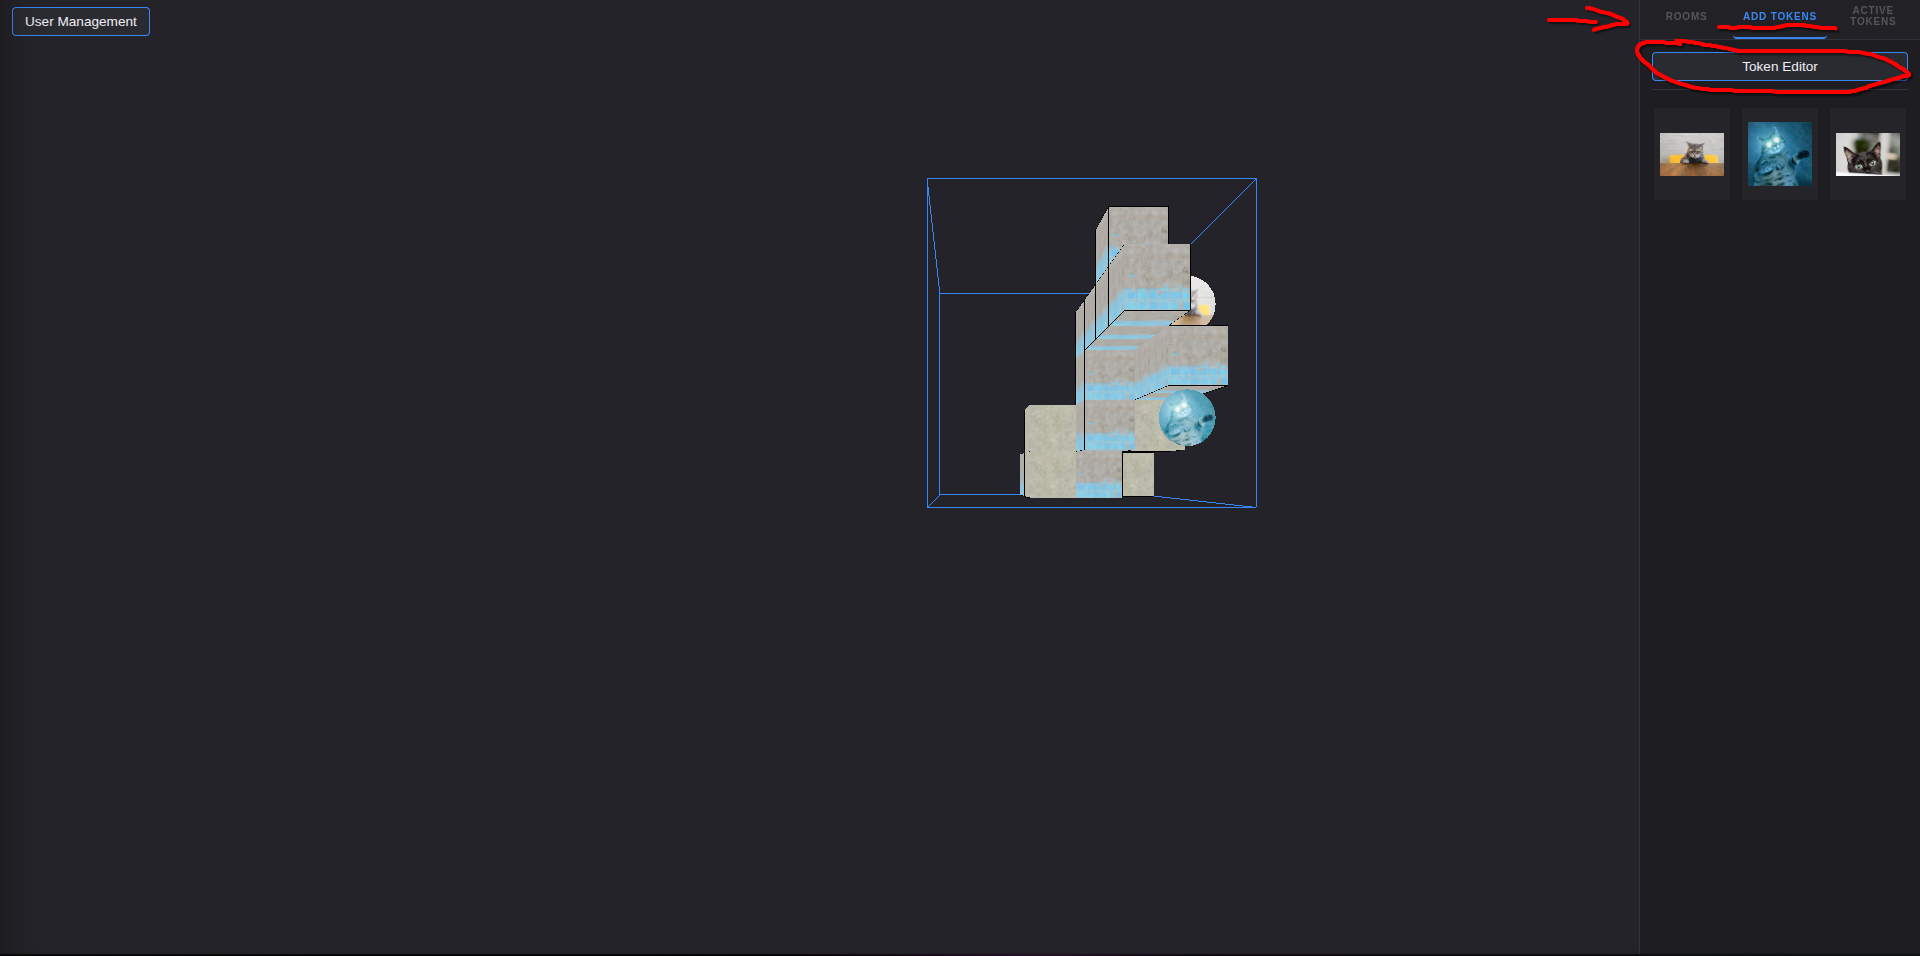 User Management
ROOMS
ADD TOKENS
ACTIVE
TOKENS
Token Editor